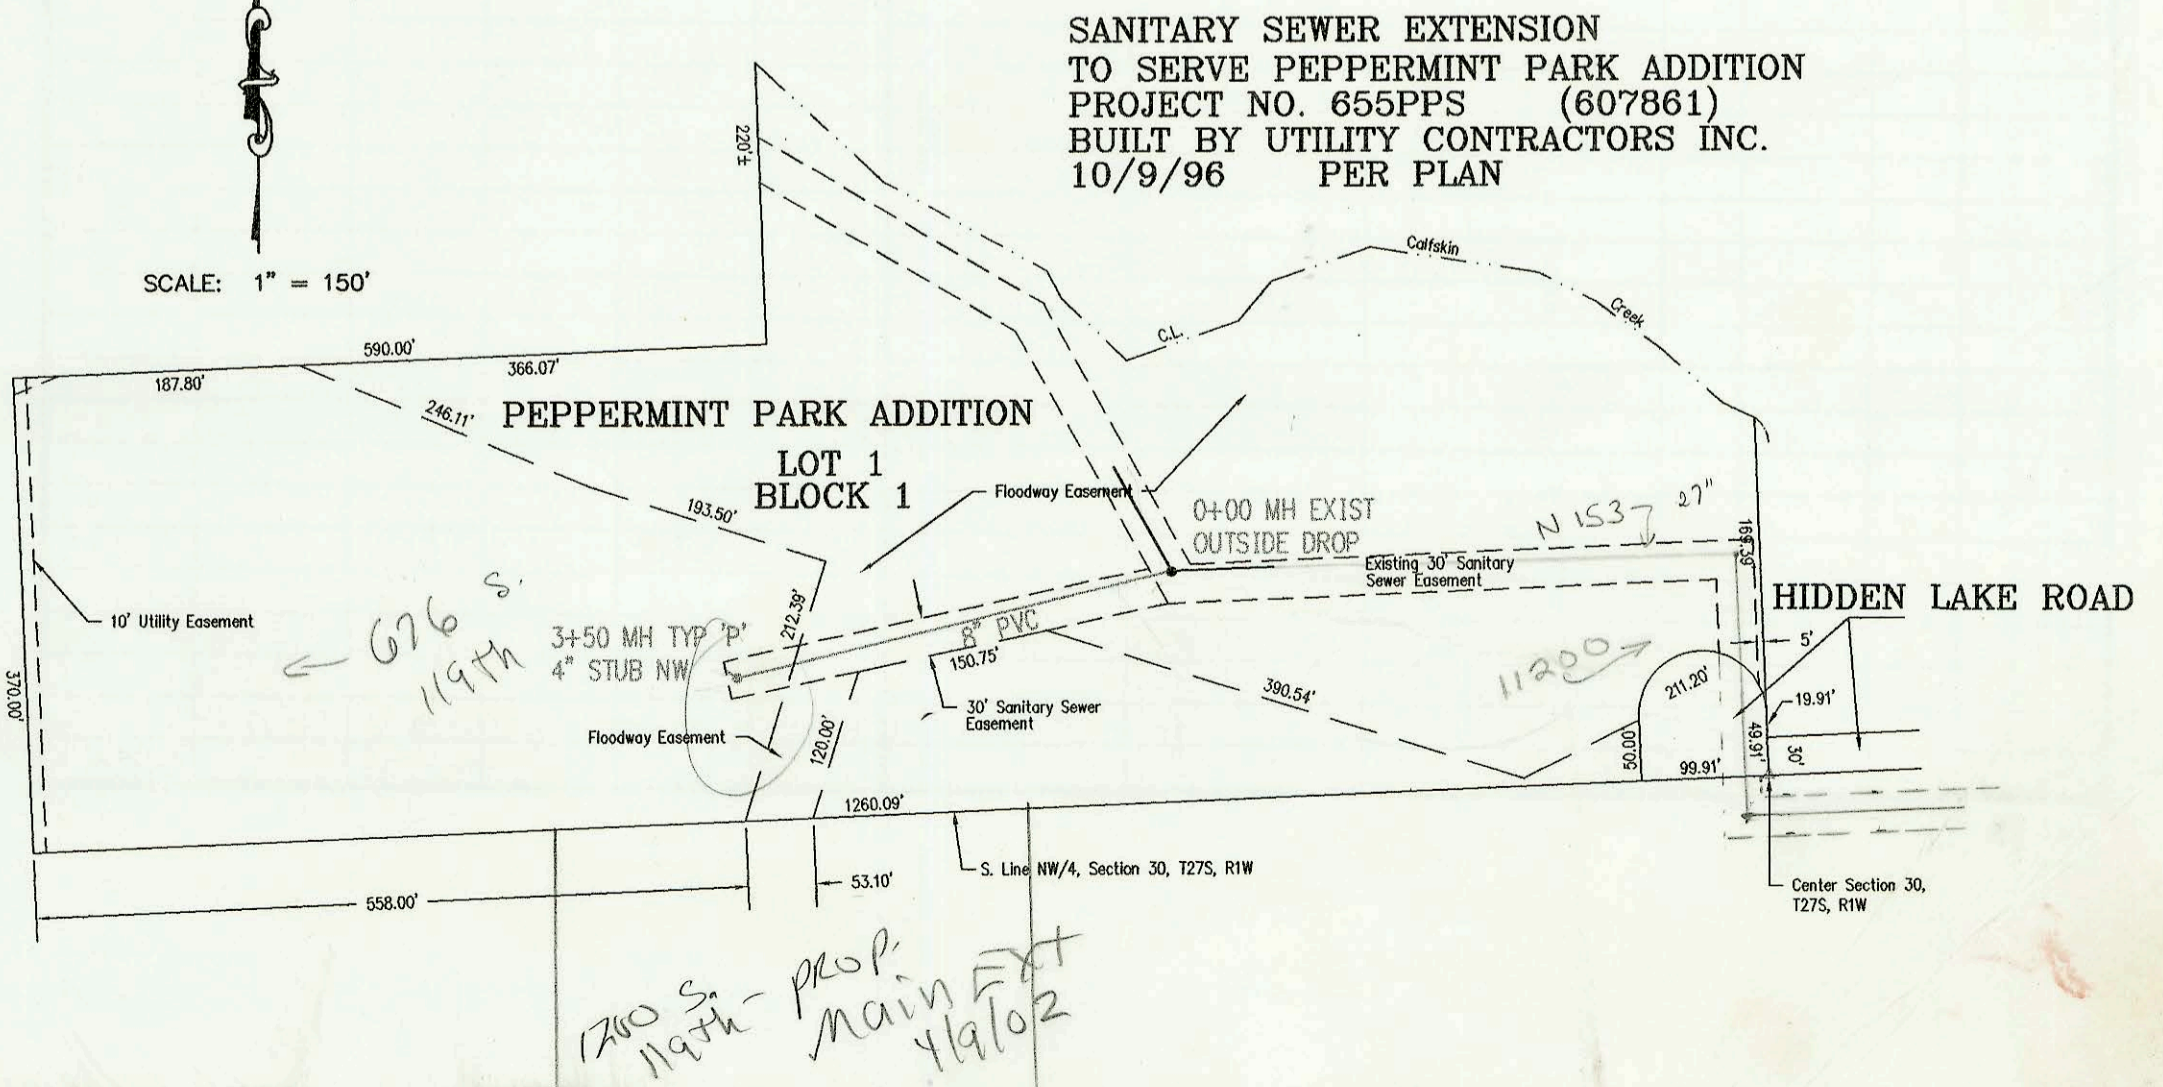 SANITARY SEWER EXTENSION
TO SERVE PEPPERMINT PARK ADDITION
PROJECT NO. 655PPS (607861)
BUILT BY UTILITY CONTRACTORS INC.
10/9/96 PER PLAN
SCALE: 1" = 150'
220'±
Calfskin
Creek
C.L.
590.00'
187.80'
366.07'
246.11'
PEPPERMINT PARK ADDITION
LOT 1
BLOCK 1
193.50'
Floodway Easement
0+00 MH EXIST
OUTSIDE DROP
N 153
27"
169.39'
Existing 30' Sanitary
Sewer Easement
HIDDEN LAKE ROAD
10' Utility Easement
676 S.
119th
3+50 MH TYP 'P'
4" STUB NW
212.39'
8" PVC
150.75'
30' Sanitary Sewer
Easement
390.54'
11200
5'
211.20'
19.91'
370.00'
Floodway Easement
120.00'
50.00
49.91'
30'
99.91'
1260.09'
S. Line NW/4, Section 30, T27S, R1W
53.10'
558.00'
Center Section 30,
T27S, R1W
1200 S.
119th - PROP.
Main Ext
4/9/02